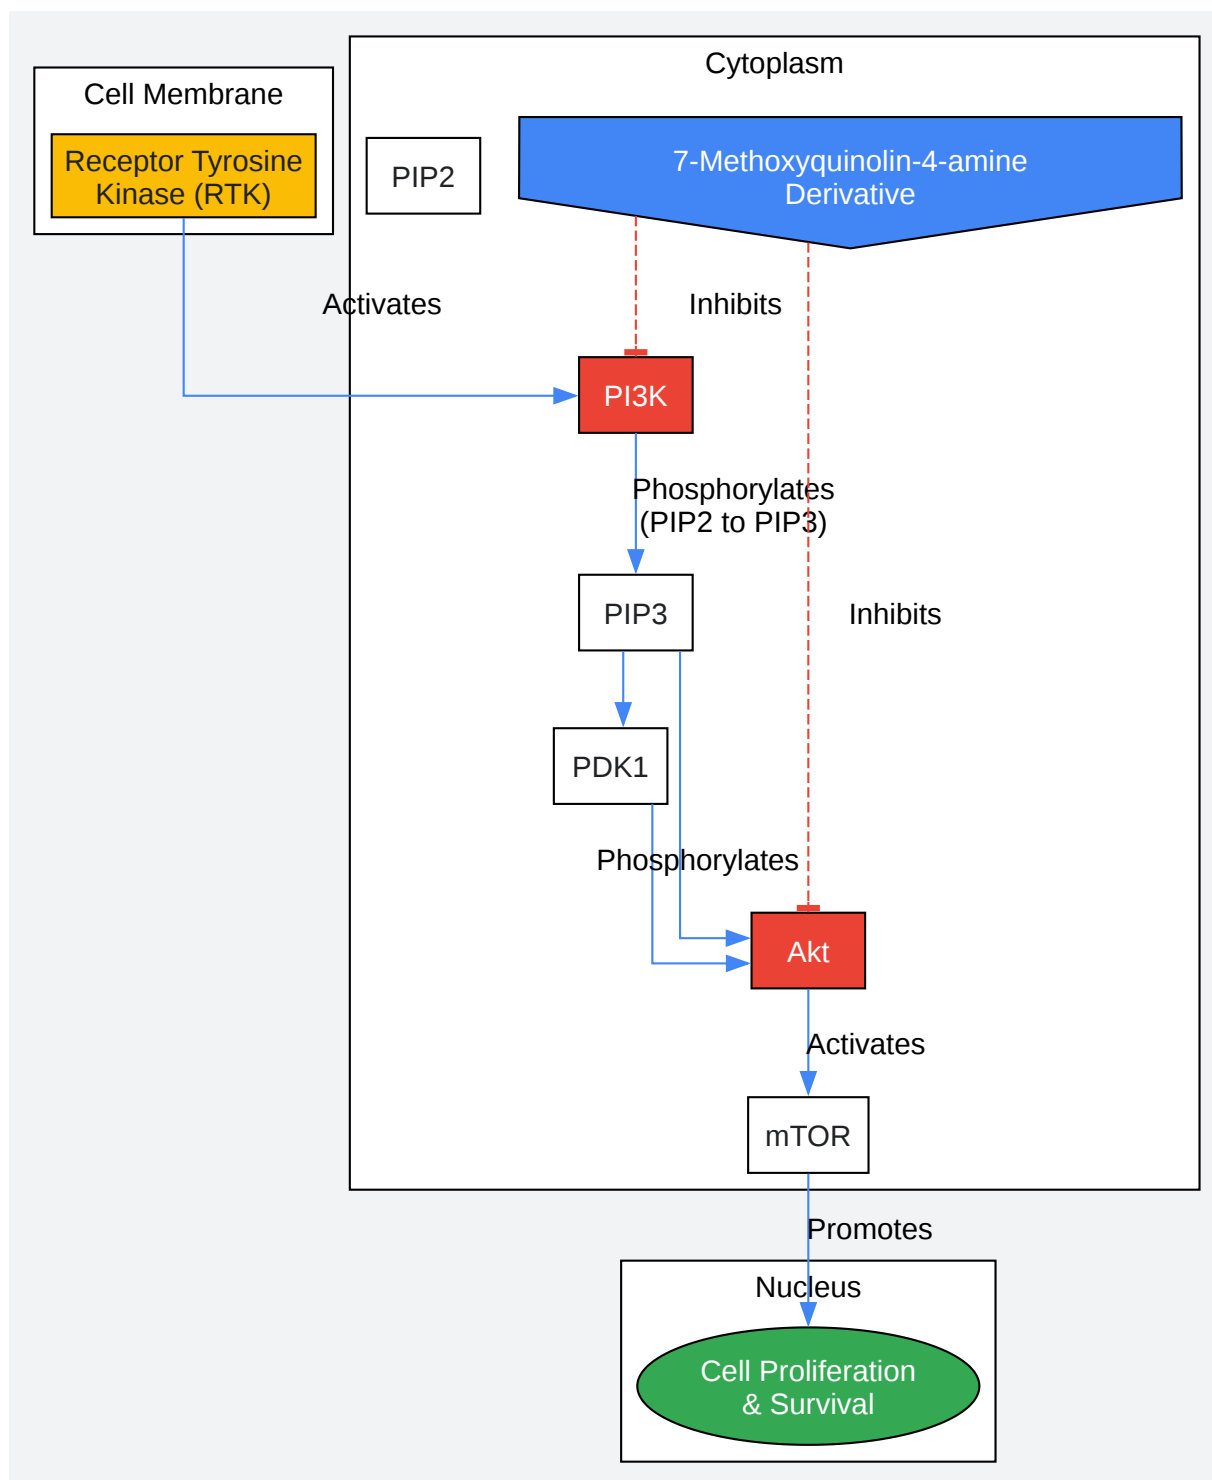 Cytoplasm
Cell Membrane
Receptor Tyrosine
Kinase (RTK)
PIP2
7-Methoxyquinolin-4-amine
Derivative
Activates
Inhibits
PI3K
Phosphorylates
(PIP2 to PIP3)
PIP3
Inhibits
PDK1
Phosphorylates
Akt
Activates
mTOR
Promotes
Nucleus
Cell Proliferation
& Survival